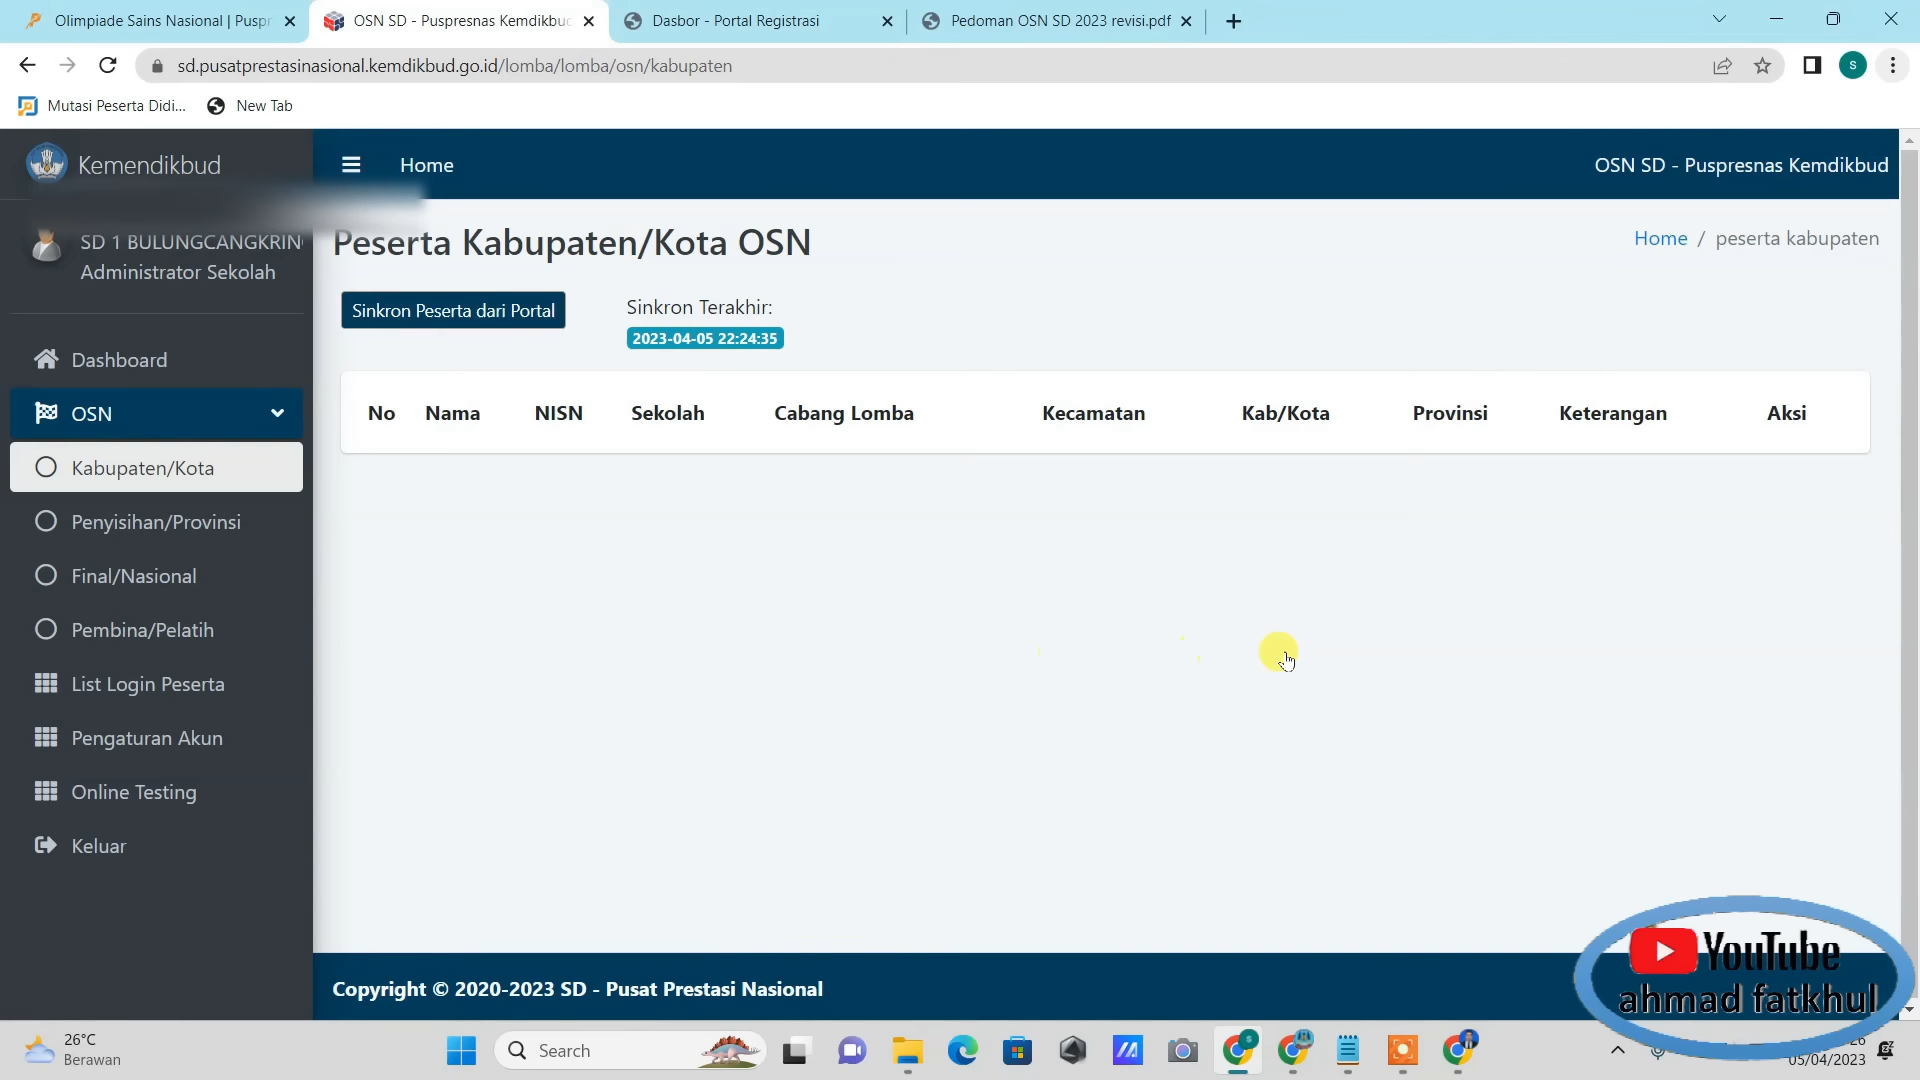 Olimpiade Sains Nasional | Puspr
OSN SD - Puspresnas Kemdikbud
Dasbor - Portal Registrasi
Pedoman OSN SD 2023 revisi.pdf
sd.pusatprestasinasional.kemdikbud.go.id/lomba/lomba/osn/kabupaten
S
Mutasi Peserta Didi...
New Tab
Kemendikbud
Home
OSN SD - Puspresnas Kemdikbud
SD 1 BULUNGCANGKRIN
Administrator Sekolah
Peserta Kabupaten/Kota OSN
Home / peserta kabupaten
Sinkron Peserta dari Portal
Sinkron Terakhir:
2023-04-05 22:24:35
No Nama NISN Sekolah Cabang Lomba Kecamatan Kab/Kota Provinsi Keterangan Aksi
Dashboard
OSN
Kabupaten/Kota
Penyisihan/Provinsi
Final/Nasional
Pembina/Pelatih
List Login Peserta
Pengaturan Akun
Online Testing
Keluar
Copyright © 2020-2023 SD - Pusat Prestasi Nasional
YouTube
ahmad fatkhul
26°C
Berawan
Search
05/04/2023